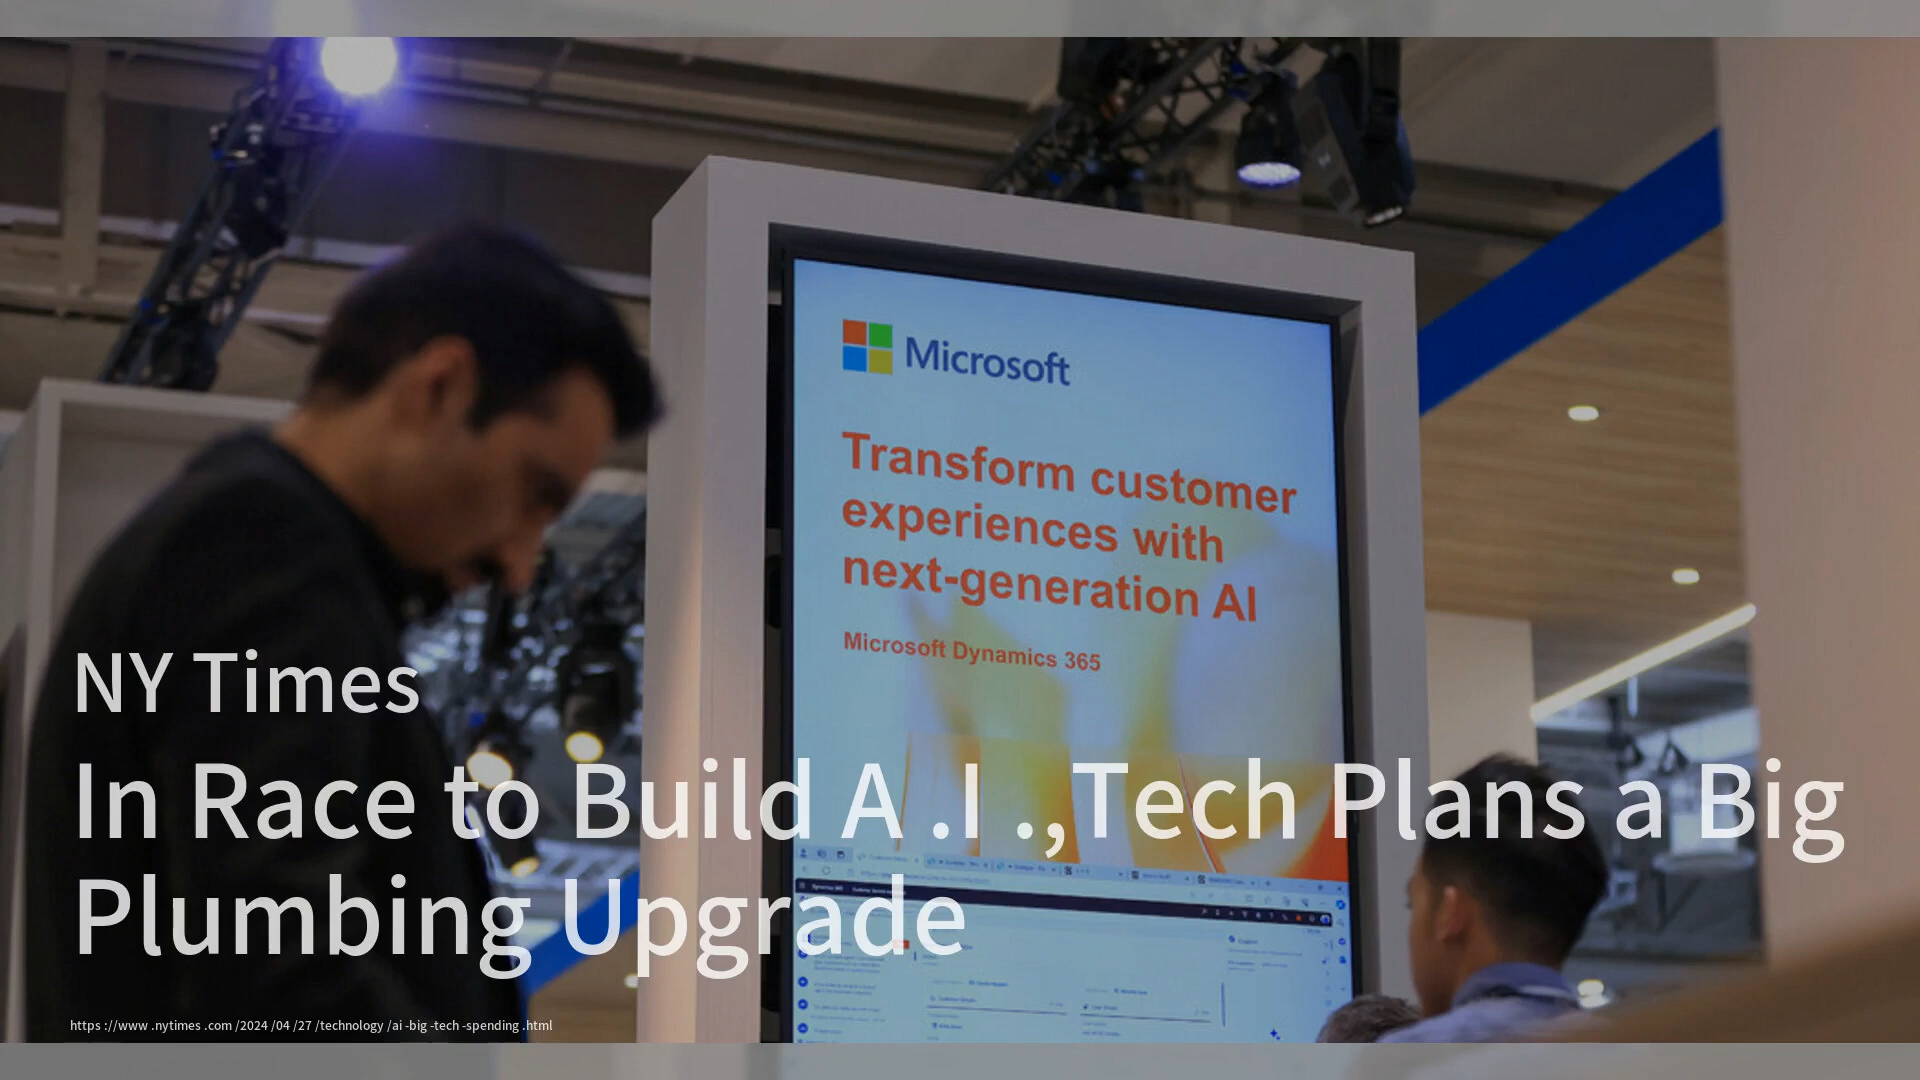 Microsoft
Transform customer
experiences with
next-generation AI
Microsoft Dynamics 365
NY Times
In Race to Build A .I .,Tech Plans a Big
Plumbing Upgrade
https ://www .nytimes .com /2024 /04 /27 /technology /ai -big -tech -spending .html